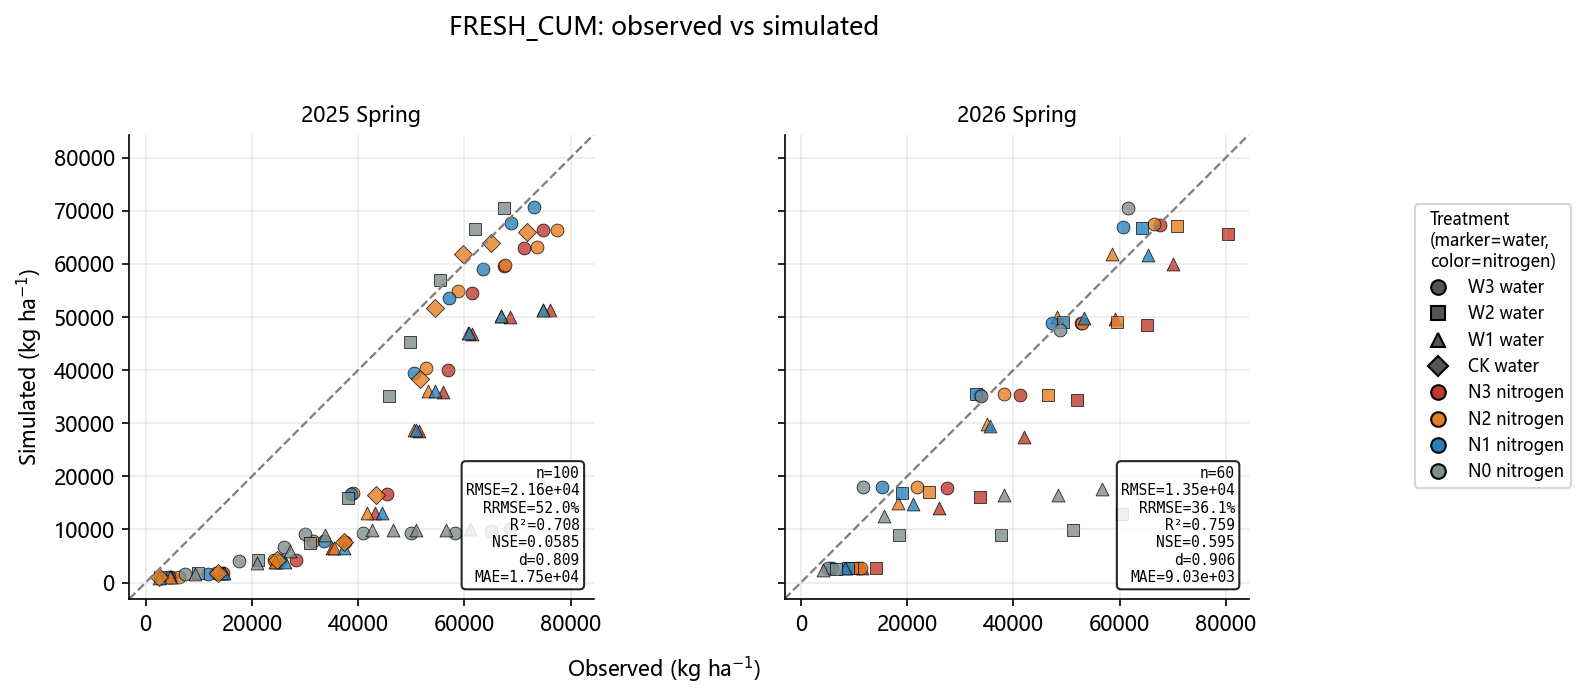 FRESH_CUM: observed vs simulated
2025 Spring
2026 Spring
80000
70000
60000
50000
40000
30000
20000
10000
0
Simulated (kg ha⁻¹)
0 20000 40000 60000 80000
0 20000 40000 60000 80000
Observed (kg ha⁻¹)
n=100
RMSE=2.16e+04
RRMSE=52.0%
R²=0.708
NSE=0.0585
d=0.809
MAE=1.75e+04
n=60
RMSE=1.35e+04
RRMSE=36.1%
R²=0.759
NSE=0.595
d=0.906
MAE=9.03e+03
Treatment
(marker=water,
color=nitrogen)
W3 water
W2 water
W1 water
CK water
N3 nitrogen
N2 nitrogen
N1 nitrogen
N0 nitrogen